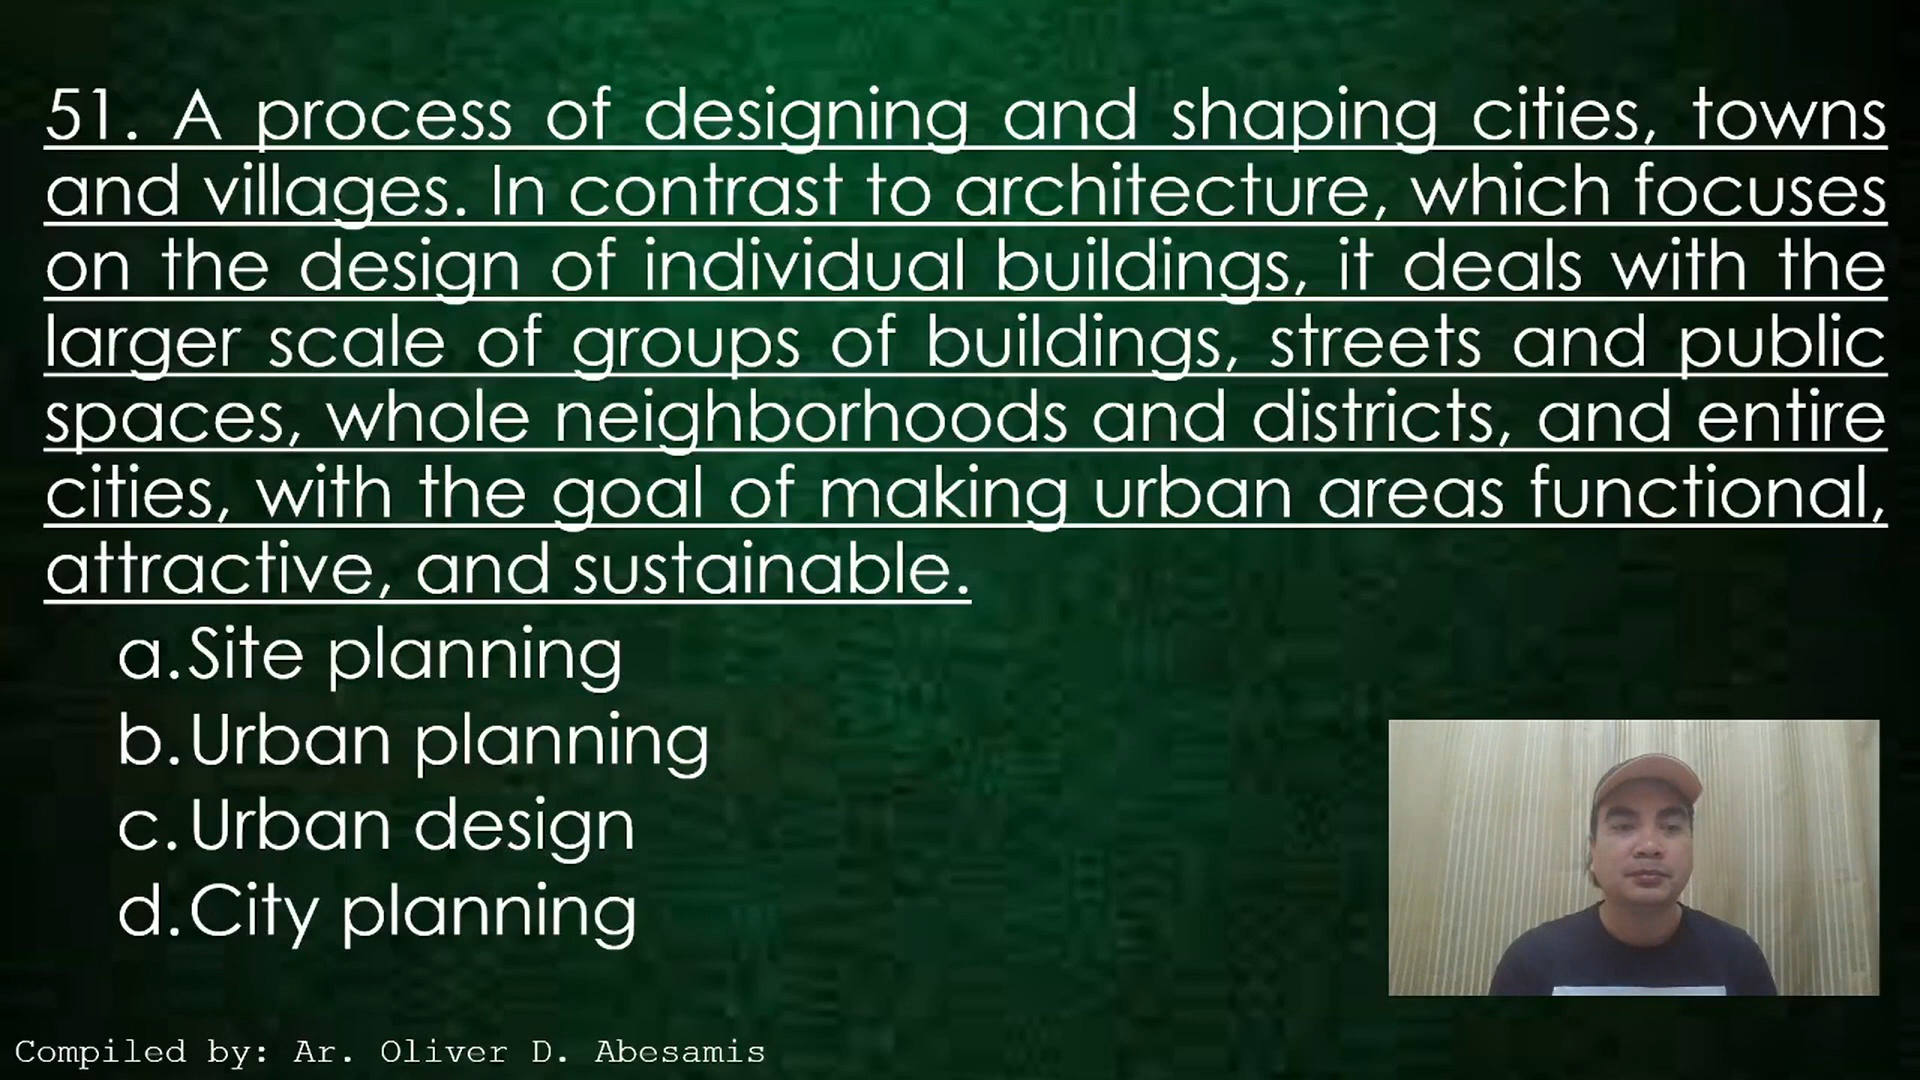 51. A process of designing and shaping cities, towns
and villages. In contrast to architecture, which focuses
on the design of individual buildings, it deals with the
larger scale of groups of buildings, streets and public
spaces, whole neighborhoods and districts, and entire
cities, with the goal of making urban areas functional,
attractive, and sustainable.
a. Site planning
b. Urban planning
c. Urban design
d. City planning
Compiled by: Ar. Oliver D. Abesamis